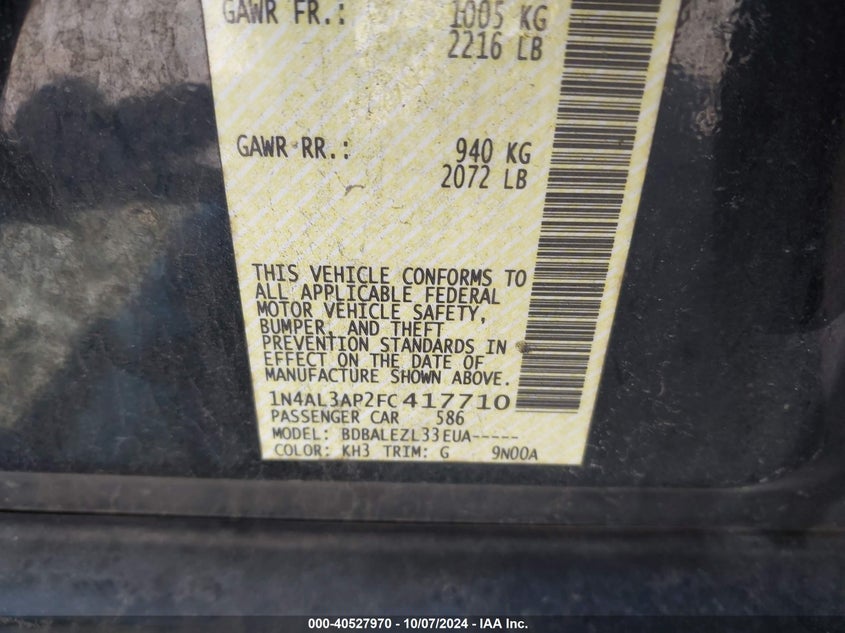 GAWR FR.: 1005 KG
2216 LB
GAWR RR.: 940 KG
2072 LB
THIS VEHICLE CONFORMS TO
ALL APPLICABLE FEDERAL
MOTOR VEHICLE SAFETY,
BUMPER, AND THEFT
PREVENTION STANDARDS IN
EFFECT ON THE DATE OF
MANUFACTURE SHOWN ABOVE.
1N4AL3AP2FC417710
PASSENGER CAR 586
MODEL: BDBALEZL33EUA-----
COLOR: KH3 TRIM: G 9N00A
000-40527970 - 10/07/2024 - IAA Inc.